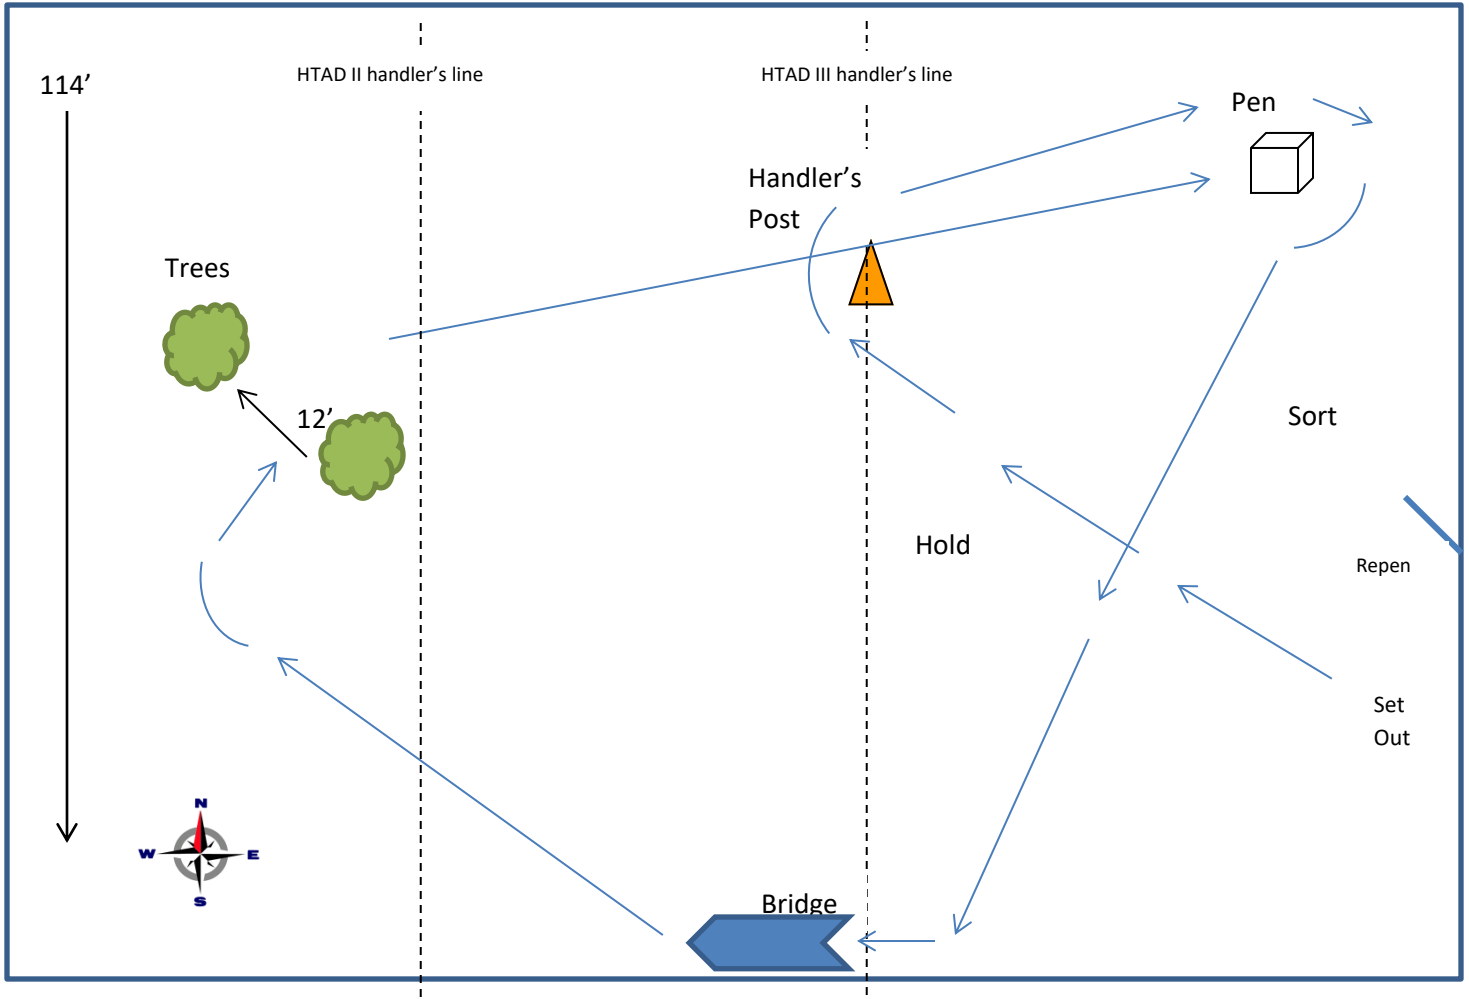 HTAD II handler’s line
HTAD III handler’s line
114’
Pen
Handler’s
Post
Trees
12’
Sort
Hold
Repen
Set
Out
N
W
E
S
Bridge